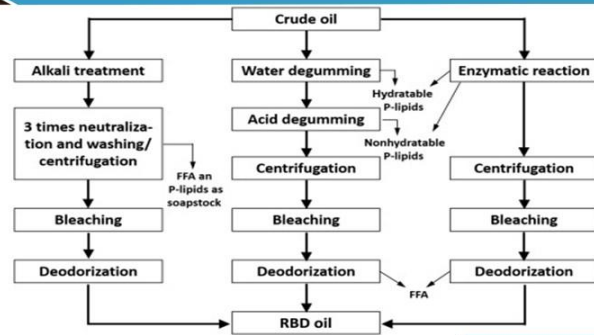 Crude oil
Alkali treatment
Water degumming
Enzymatic reaction
Hydratable
P-lipids
3 times neutraliza-
tion and washing/
centrifugation
Acid degumming
Nonhydratable
P-lipids
FFA an
P-lipids as
soapstock
Centrifugation
Centrifugation
Bleaching
Bleaching
Bleaching
Deodorization
Deodorization
Deodorization
FFA
RBD oil